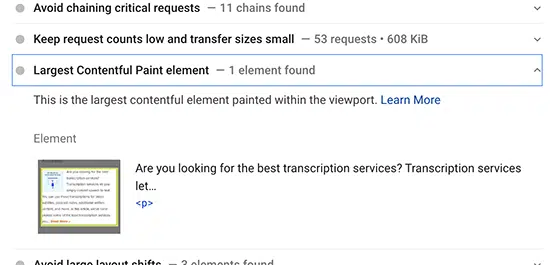 Avoid chaining critical requests — 11 chains found
Keep request counts low and transfer sizes small — 53 requests • 608 KiB
Largest Contentful Paint element — 1 element found
This is the largest contentful element painted within the viewport. Learn More
Element
Are you looking for the best transcription services? Transcription services
let...
<p>
Avoid large layout shifts — 3 elements found